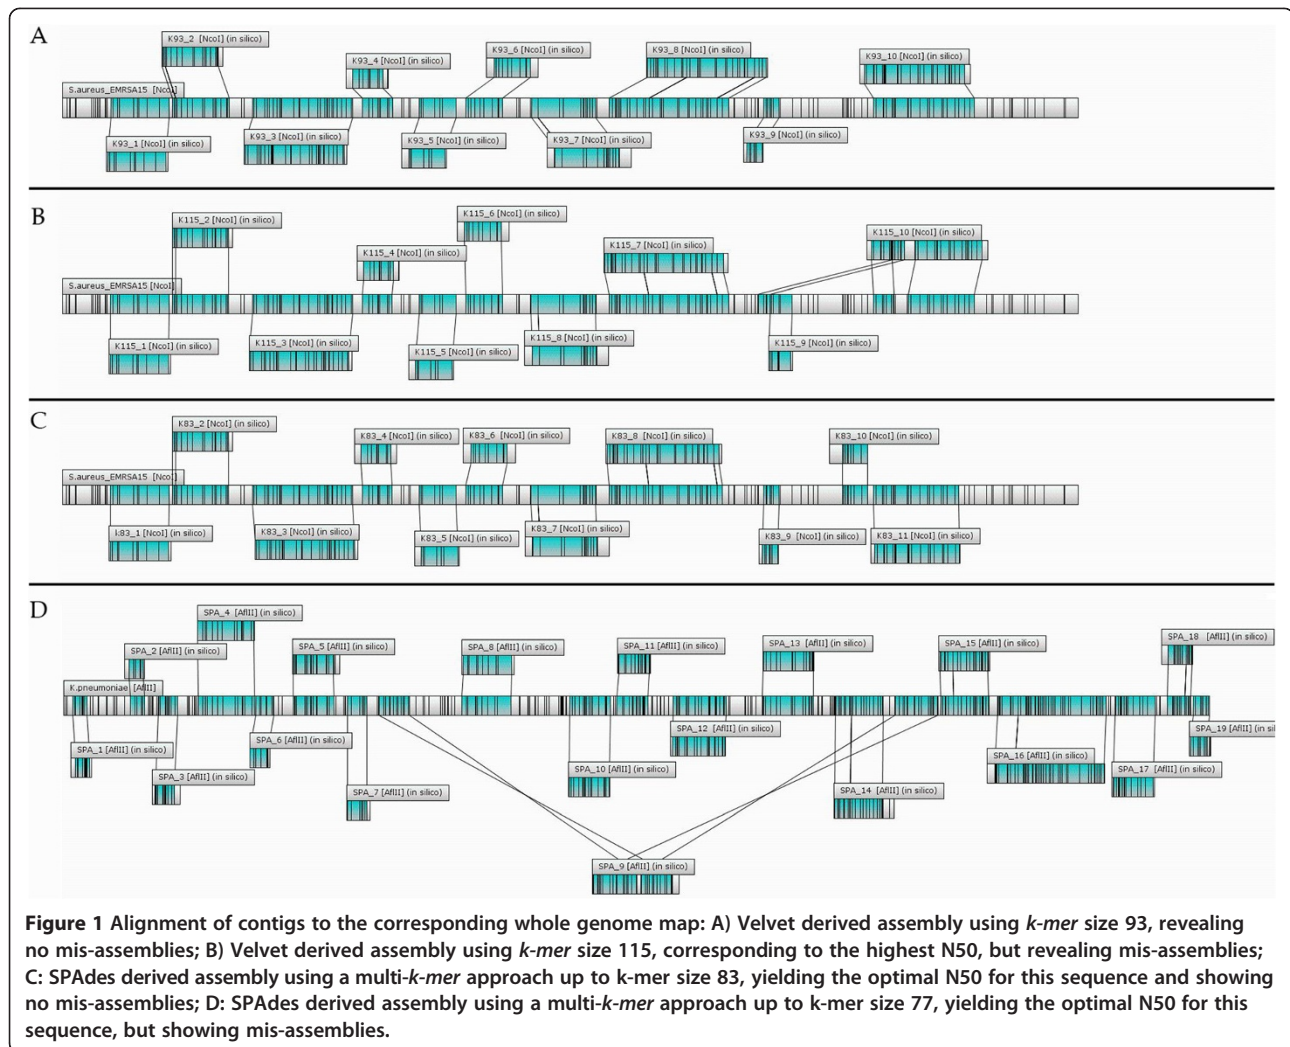 A
K93_2 [NcoI] (in silico)
K93_4 [NcoI] (in silico)
K93_6 [NcoI] (in silico)
K93_8 [NcoI] (in silico)
K93_10 [NcoI] (in silico)
S.aureus_EMRSA15 [NcoI]
K93_1 [NcoI] (in silico)
K93_3 [NcoI] (in silico)
K93_5 [NcoI] (in silico)
K93_7 [NcoI] (in silico)
K93_9 [NcoI] (in silico)
B
K115_2 [NcoI] (in silico)
K115_4 [NcoI] (in silico)
K115_6 [NcoI] (in silico)
K115_7 [NcoI] (in silico)
K115_10 [NcoI] (in silico)
S.aureus_EMRSA15 [NcoI]
K115_1 [NcoI] (in silico)
K115_3 [NcoI] (in silico)
K115_5 [NcoI] (in silico)
K115_8 [NcoI] (in silico)
K115_9 [NcoI] (in silico)
C
K83_2 [NcoI] (in silico)
K83_4 [NcoI] (in silico)
K83_6 [NcoI] (in silico)
K83_8 [NcoI] (in silico)
K83_10 [NcoI] (in silico)
S.aureus_EMRSA15 [NcoI]
K83_1 [NcoI] (in silico)
K83_3 [NcoI] (in silico)
K83_5 [NcoI] (in silico)
K83_7 [NcoI] (in silico)
K83_9 [NcoI] (in silico)
K83_11 [NcoI] (in silico)
D
SPA_4 [AflII] (in silico)
SPA_2 [AflII] (in silico)
SPA_5 [AflII] (in silico)
SPA_8 [AflII] (in silico)
SPA_11 [AflII] (in silico)
SPA_13 [AflII] (in silico)
SPA_15 [AflII] (in silico)
SPA_18 [AflII] (in silico)
K.pneumoniae [AflII]
SPA_1 [AflII] (in silico)
SPA_3 [AflII] (in silico)
SPA_6 [AflII] (in silico)
SPA_7 [AflII] (in silico)
SPA_10 [AflII] (in silico)
SPA_12 [AflII] (in silico)
SPA_14 [AflII] (in silico)
SPA_16 [AflII] (in silico)
SPA_17 [AflII] (in silico)
SPA_19 [AflII] (in sili
SPA_9 [AflII] (in silico)
Figure 1 Alignment of contigs to the corresponding whole genome map: A) Velvet derived assembly using k-mer size 93, revealing
no mis-assemblies; B) Velvet derived assembly using k-mer size 115, corresponding to the highest N50, but revealing mis-assemblies;
C: SPAdes derived assembly using a multi-k-mer approach up to k-mer size 83, yielding the optimal N50 for this sequence and showing
no mis-assemblies; D: SPAdes derived assembly using a multi-k-mer approach up to k-mer size 77, yielding the optimal N50 for this
sequence, but showing mis-assemblies.